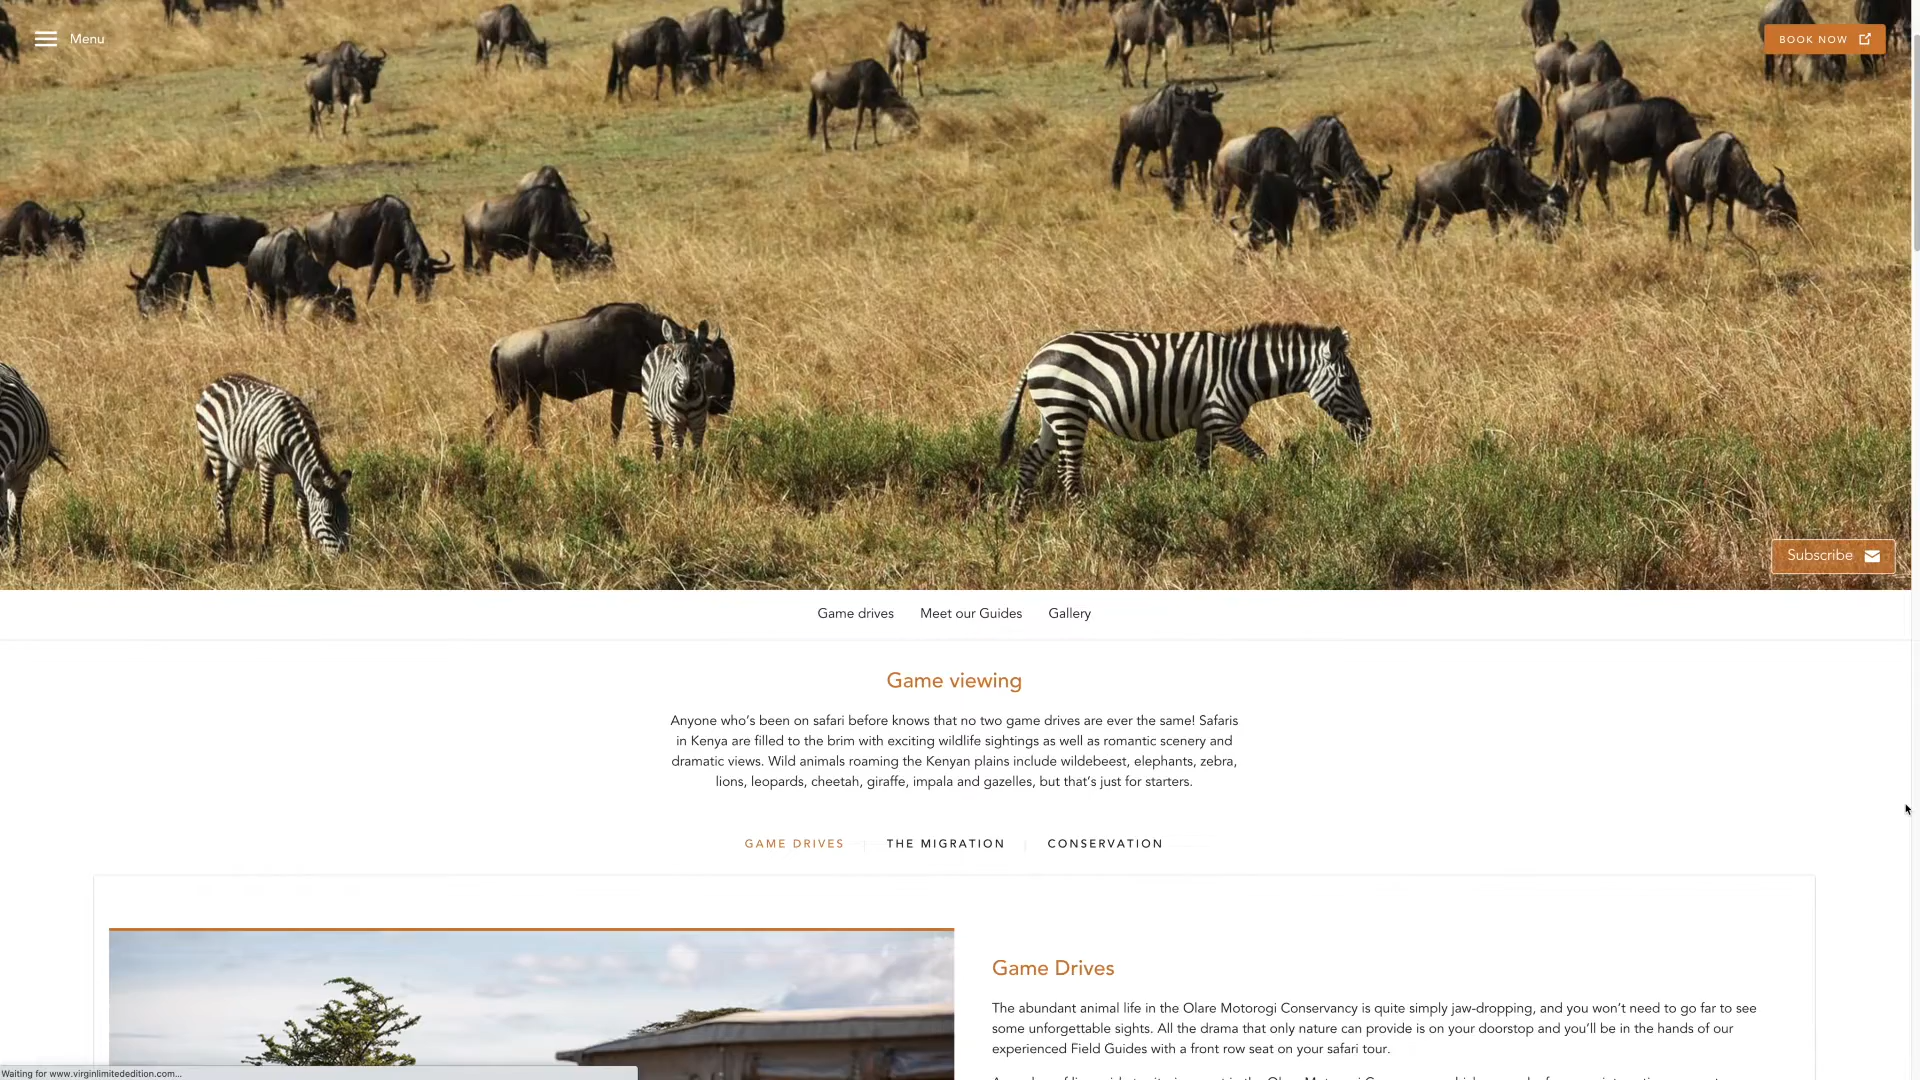 Menu
BOOK NOW
Subscribe
Game drives
Meet our Guides
Gallery
Game viewing
Anyone who’s been on safari before knows that no two game drives are ever the same! Safaris
in Kenya are filled to the brim with exciting wildlife sightings as well as romantic scenery and
dramatic views. Wild animals roaming the Kenyan plains include wildebeest, elephants, zebra,
lions, leopards, cheetah, giraffe, impala and gazelles, but that’s just for starters.
GAME DRIVES
THE MIGRATION
CONSERVATION
Game Drives
The abundant animal life in the Olare Motorogi Conservancy is quite simply jaw-dropping, and you won’t need to go far to see
some unforgettable sights. All the drama that only nature can provide is on your doorstep and you’ll be in the hands of our
experienced Field Guides with a front row seat on your safari tour.
Waiting for www.virginlimitededition.com...